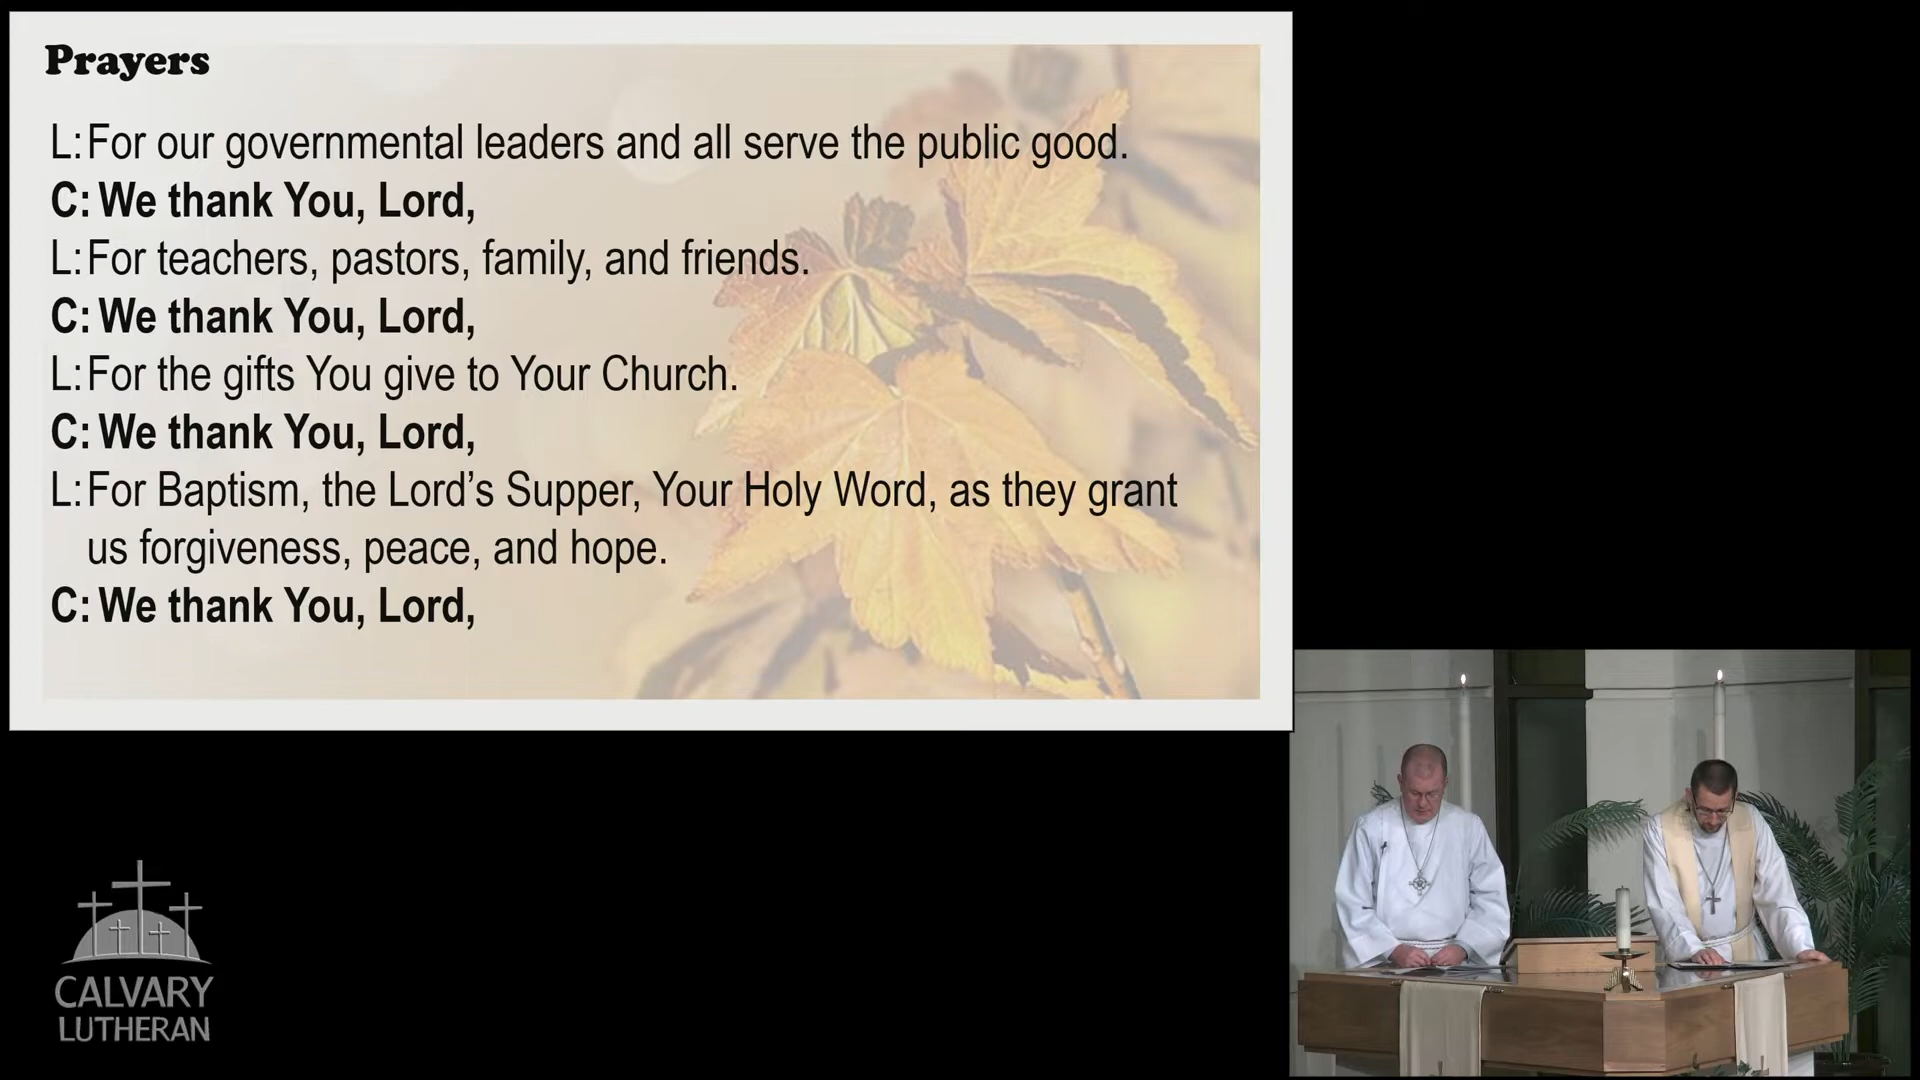 Prayers
L: For our governmental leaders and all serve the public good.
C: We thank You, Lord,
L: For teachers, pastors, family, and friends.
C: We thank You, Lord,
L: For the gifts You give to Your Church.
C: We thank You, Lord,
L: For Baptism, the Lord’s Supper, Your Holy Word, as they grant
us forgiveness, peace, and hope.
C: We thank You, Lord,
CALVARY
LUTHERAN